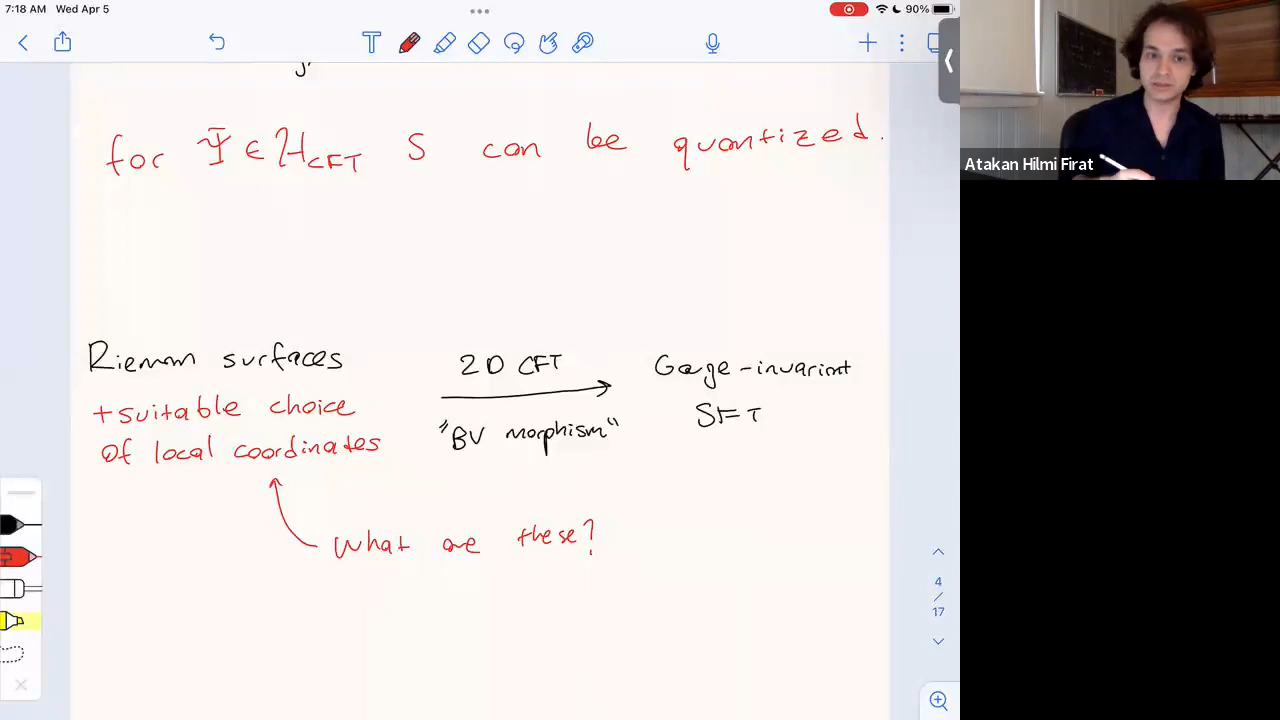 7:18 AM Wed Apr 5
90%
for Ψ ∈ H_CFT S can be quantized.
Atakan Hilmi Firat
Riemann surfaces
+ suitable choice
of local coordinates
2D CFT
"BV morphism"
Gauge-invariant
SFT
What are these?
4
/
17